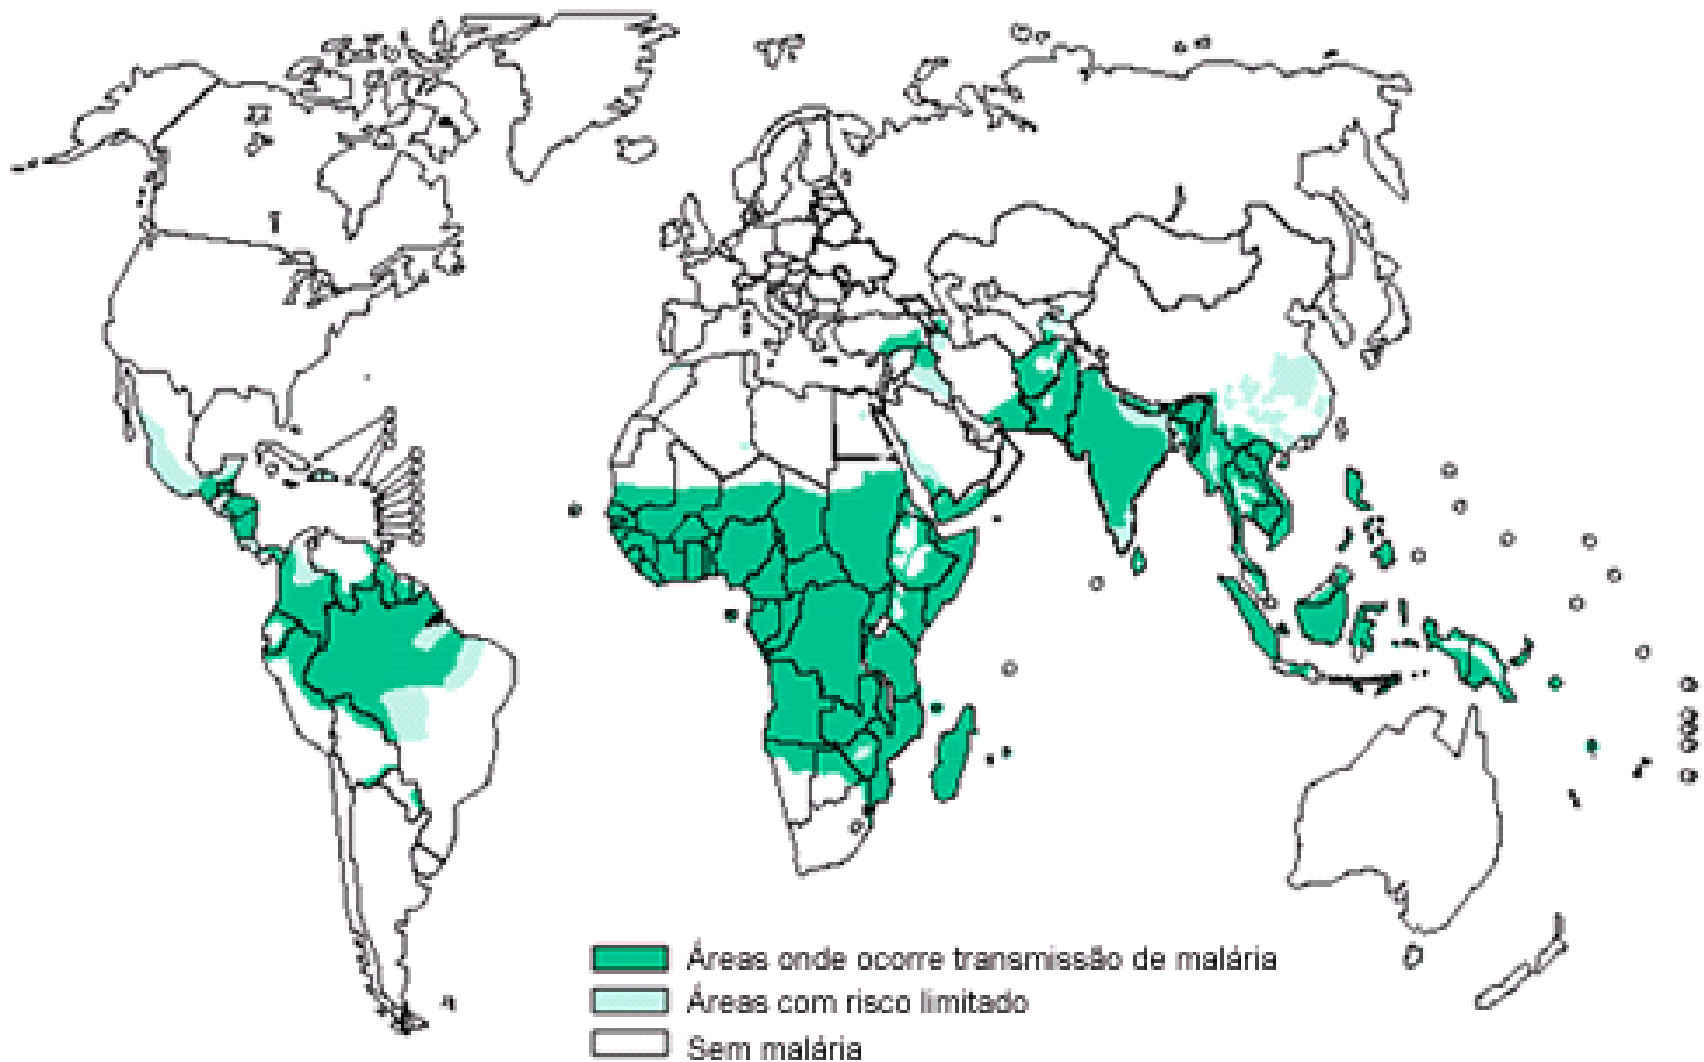 Áreas onde ocorre transmissão de malária
Áreas com risco limitado
Sem malária